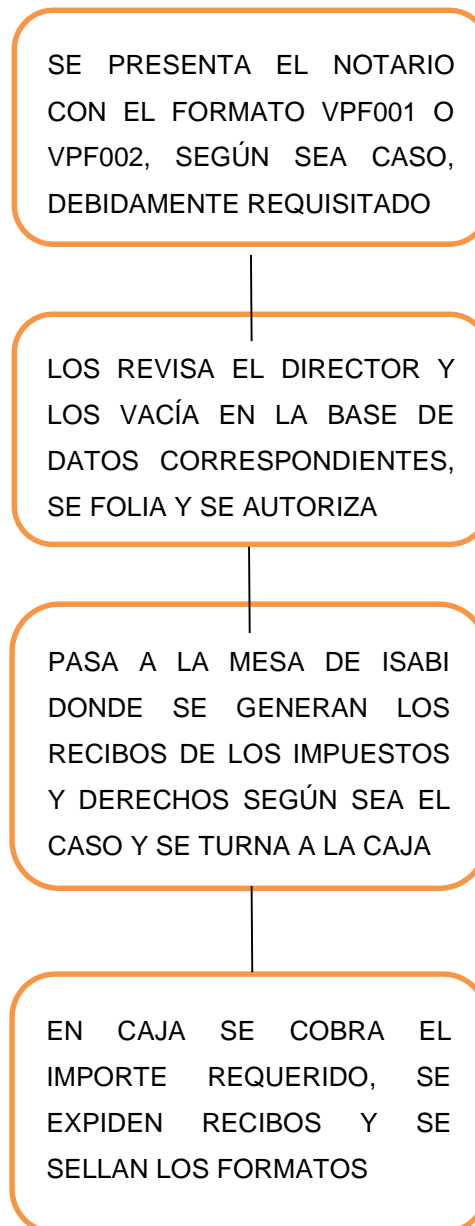 SE PRESENTA EL NOTARIO
CON EL FORMATO VPF001 O
VPF002, SEGÚN SEA CASO,
DEBIDAMENTE REQUISITADO
LOS REVISA EL DIRECTOR Y
LOS VACÍA EN LA BASE DE
DATOS CORRESPONDIENTES,
SE FOLIA Y SE AUTORIZA
PASA A LA MESA DE ISABI
DONDE SE GENERAN LOS
RECIBOS DE LOS IMPUESTOS
Y DERECHOS SEGÚN SEA EL
CASO Y SE TURNA A LA CAJA
EN CAJA SE COBRA EL
IMPORTE REQUERIDO, SE
EXPIDEN RECIBOS Y SE
SELLAN LOS FORMATOS